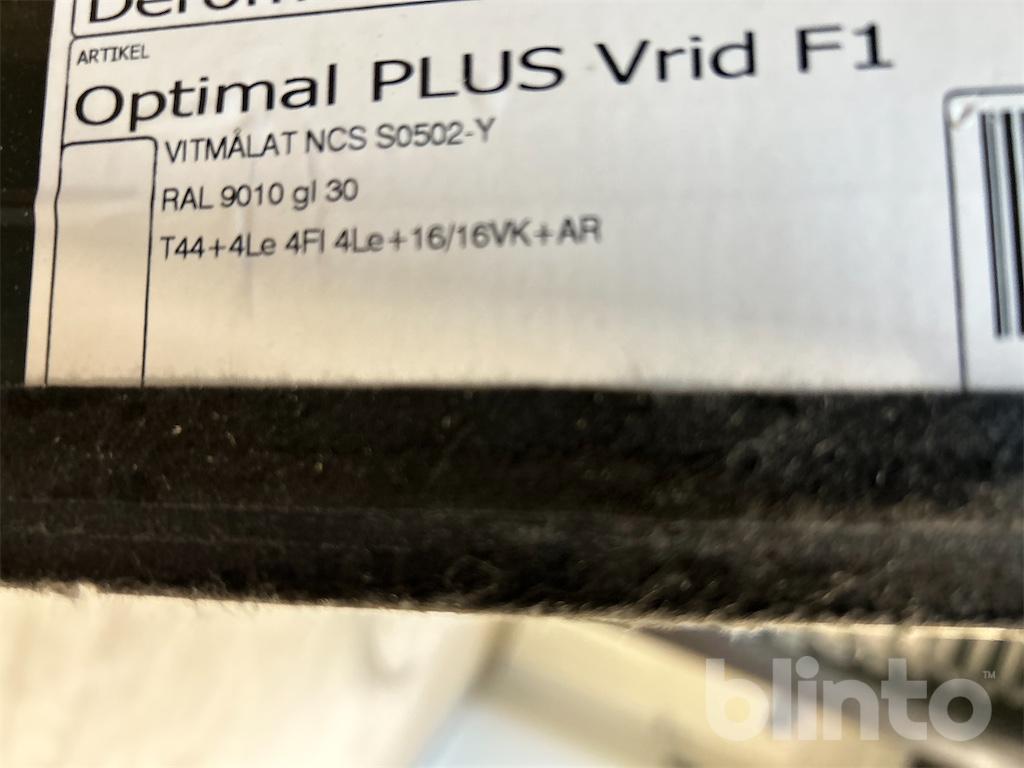 ARTIKEL
Optimal PLUS Vrid F1
VITMÅLAT NCS S0502-Y
RAL 9010 gl 30
T44+4Le 4Fl 4Le+16/16VK+AR
blinto™